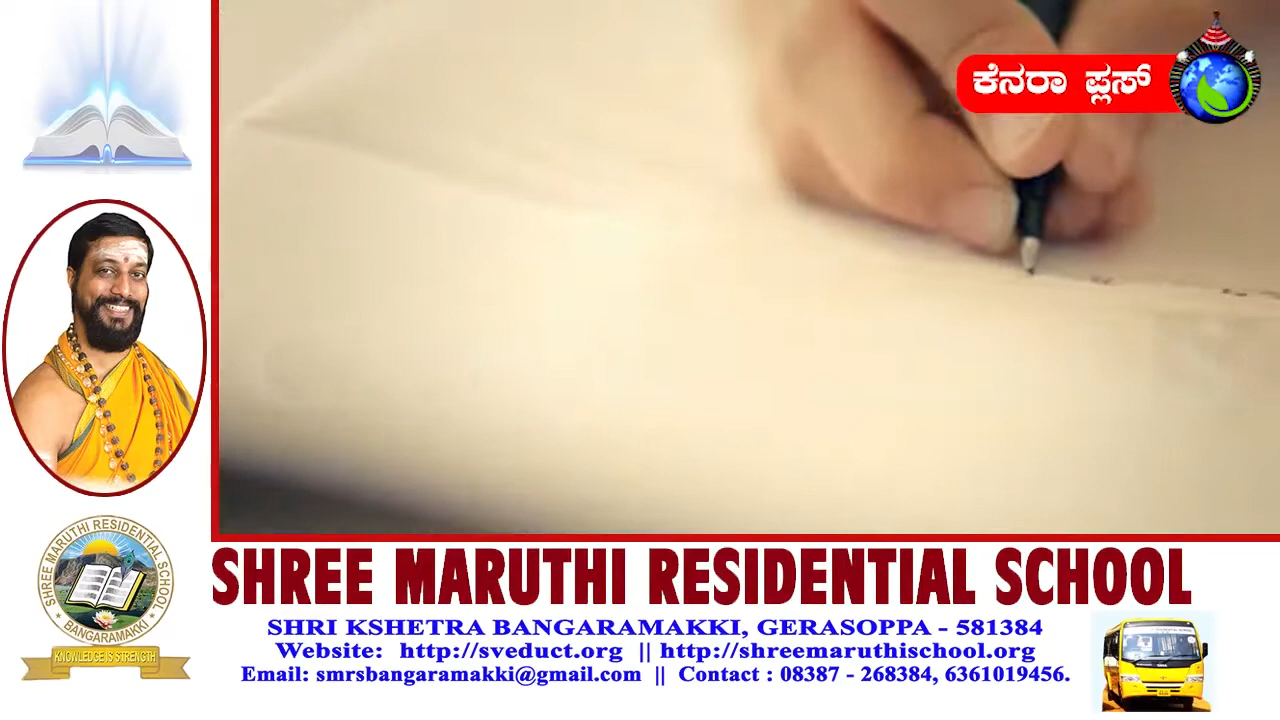 ಕೆನರಾ ಪ್ಲಸ್
SHREE MARUTHI RESIDENTIAL SCHOOL
BANGARAMAKKI
KNOWLEDGE IS STRENGTH
SHREE MARUTHI RESIDENTIAL SCHOOL
SHRI KSHETRA BANGARAMAKKI, GERASOPPA - 581384
Website: http://sveduct.org || http://shreemaruthischool.org
Email: smrsbangaramakki@gmail.com || Contact : 08387 - 268384, 6361019456.